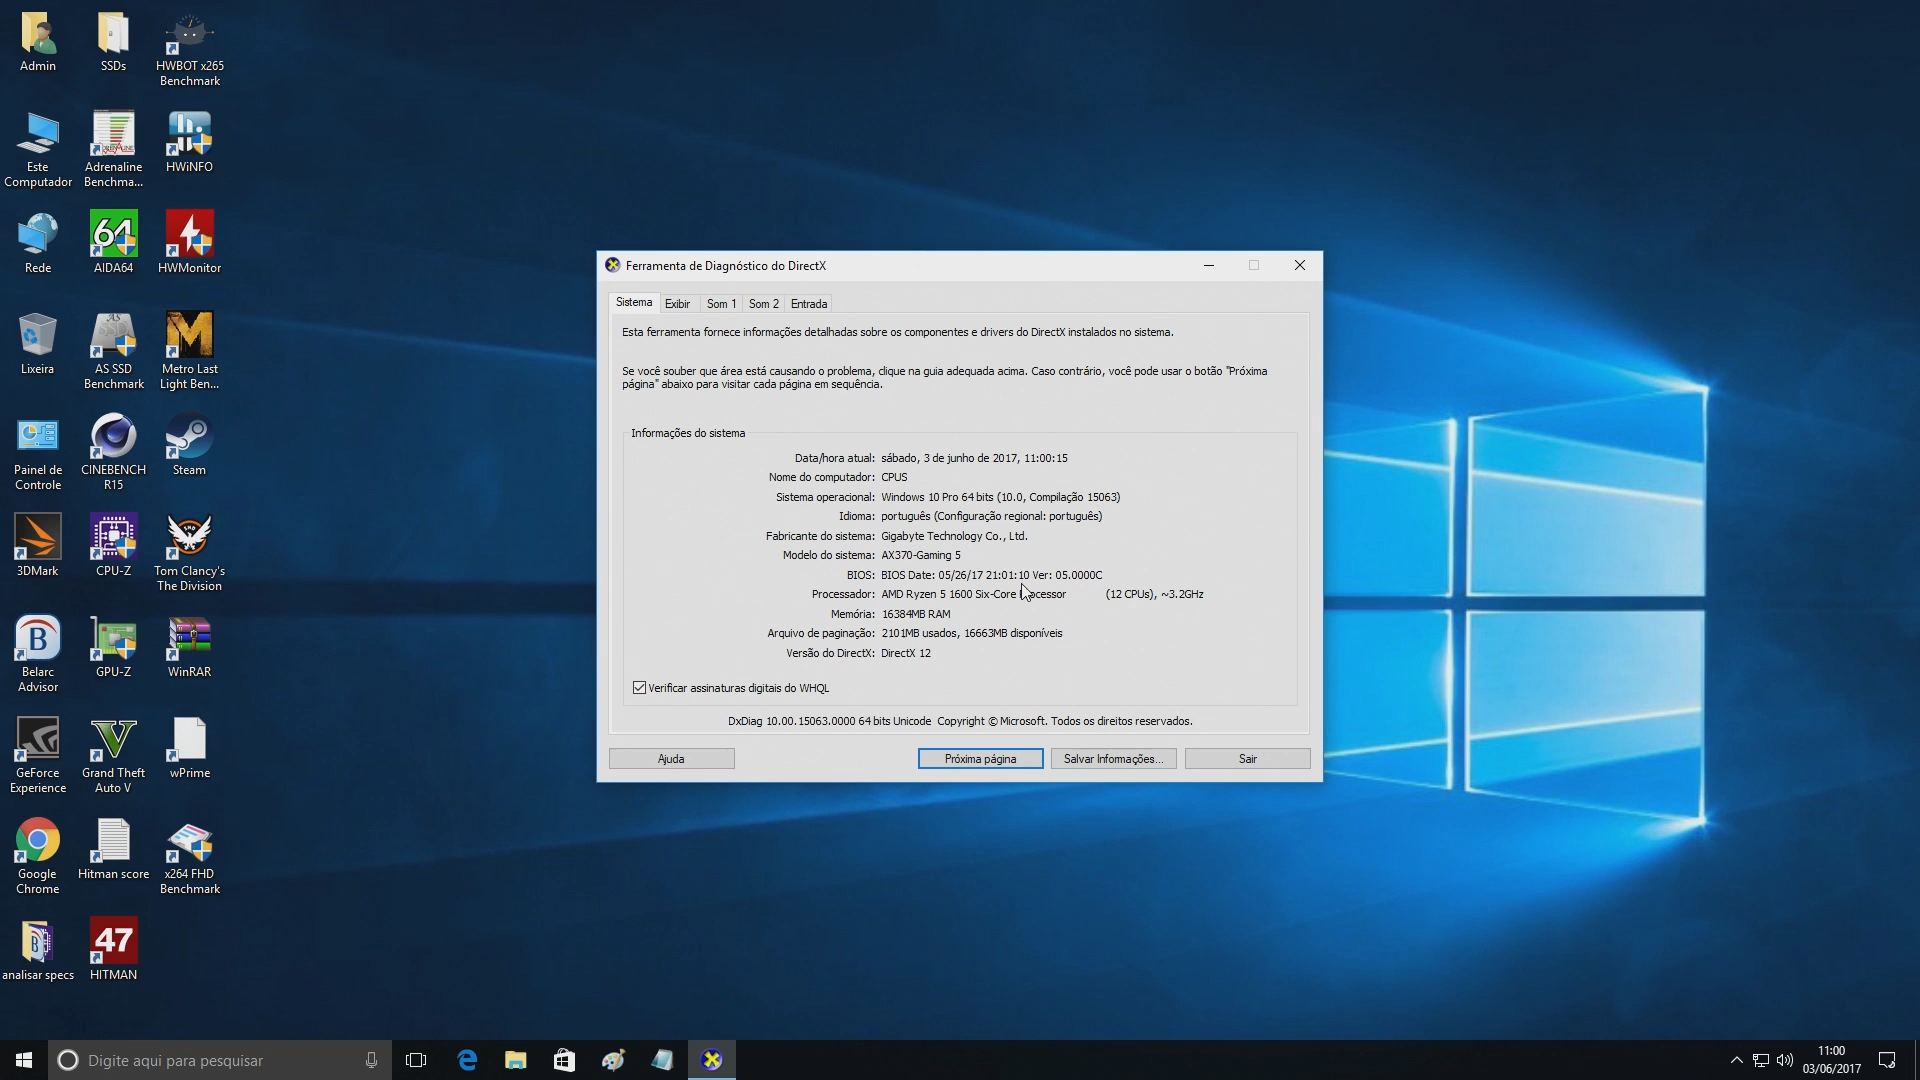 Admin
SSDs
HWBOT x265
Benchmark
Este
Computador
Adrenaline
Benchma...
HWiNFO
Rede
64
AIDA64
HWMonitor
Lixeira
AS
SSD
AS SSD
Benchmark
Metro Last
Light Ben...
Painel de
Controle
CINEBENCH
R15
Steam
3DMark
CPU-Z
SHD
Tom Clancy's
The Division
B
Belarc
Advisor
GPU-Z
WinRAR
GeForce
Experience
V
Grand Theft
Auto V
wPrime
Google
Chrome
Hitman score
x264 FHD
Benchmark
B
analisar specs
47
HITMAN
Ferramenta de Diagnóstico do DirectX
Sistema
Exibir
Som 1
Som 2
Entrada
Esta ferramenta fornece informações detalhadas sobre os componentes e drivers do DirectX instalados no sistema.
Se você souber que área está causando o problema, clique na guia adequada acima. Caso contrário, você pode usar o botão "Próxima
página" abaixo para visitar cada página em sequência.
Informações do sistema
Data/hora atual: sábado, 3 de junho de 2017, 11:00:15
Nome do computador: CPUS
Sistema operacional: Windows 10 Pro 64 bits (10.0, Compilação 15063)
Idioma: português (Configuração regional: português)
Fabricante do sistema: Gigabyte Technology Co., Ltd.
Modelo do sistema: AX370-Gaming 5
BIOS: BIOS Date: 05/26/17 21:01:10 Ver: 05.0000C
Processador: AMD Ryzen 5 1600 Six-Core Processor (12 CPUs), ~3.2GHz
Memória: 16384MB RAM
Arquivo de paginação: 2101MB usados, 16663MB disponíveis
Versão do DirectX: DirectX 12
Verificar assinaturas digitais do WHQL
DxDiag 10.00.15063.0000 64 bits Unicode Copyright © Microsoft. Todos os direitos reservados.
Ajuda
Próxima página
Salvar Informações...
Sair
Digite aqui para pesquisar
11:00
03/06/2017